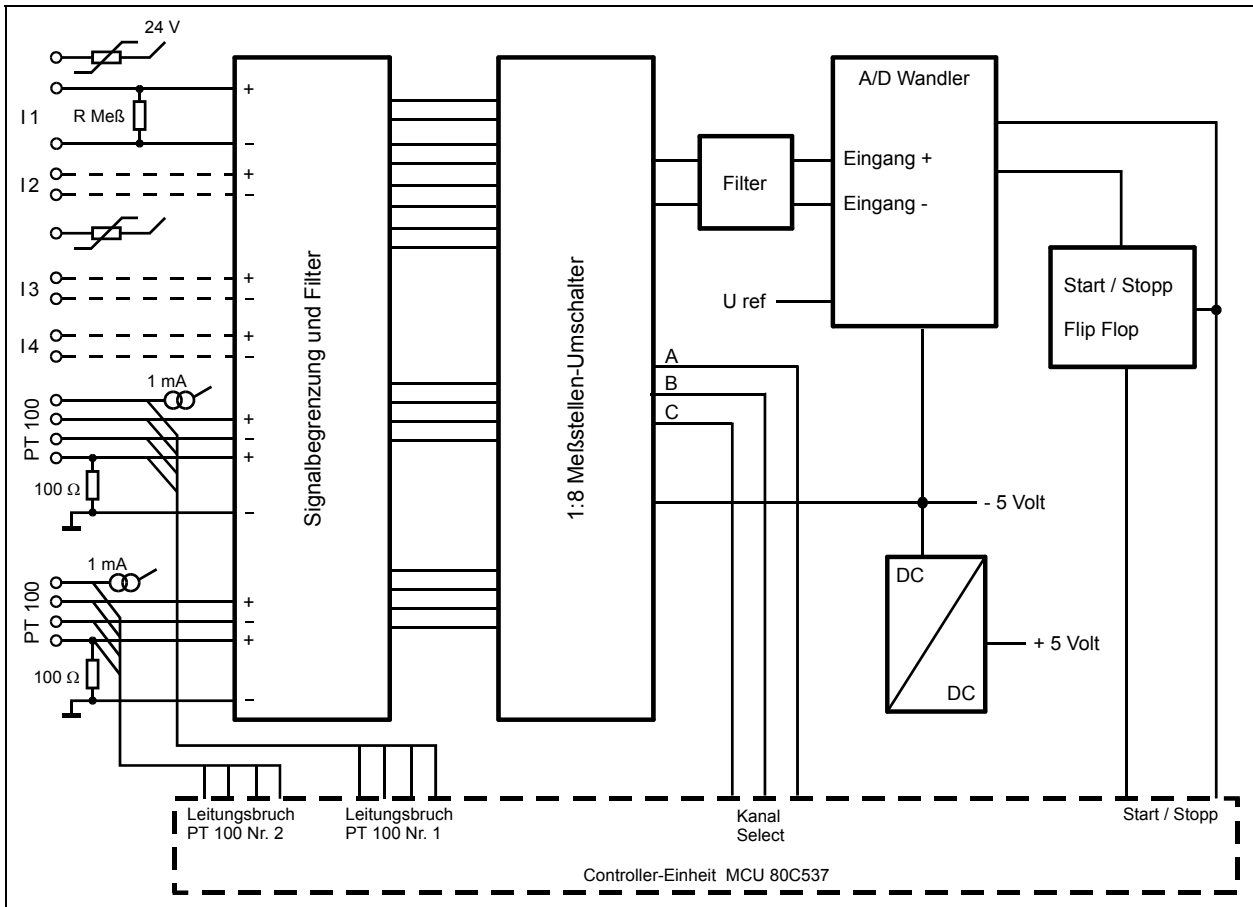 24 V
I1
R Meß
+
−
I2
+
−
I3
+
−
I4
+
−
1 mA
PT 100
+
−
+
100 Ω
−
1 mA
PT 100
+
−
+
100 Ω
−
Signalbegrenzung und Filter
1:8 Meßstellen-Umschalter
A
B
C
Filter
A/D Wandler
Eingang +
Eingang -
U ref
Start / Stopp
Flip Flop
- 5 Volt
DC
DC
+ 5 Volt
Leitungsbruch
PT 100 Nr. 2
Leitungsbruch
PT 100 Nr. 1
Kanal
Select
Start / Stopp
Controller-Einheit MCU 80C537